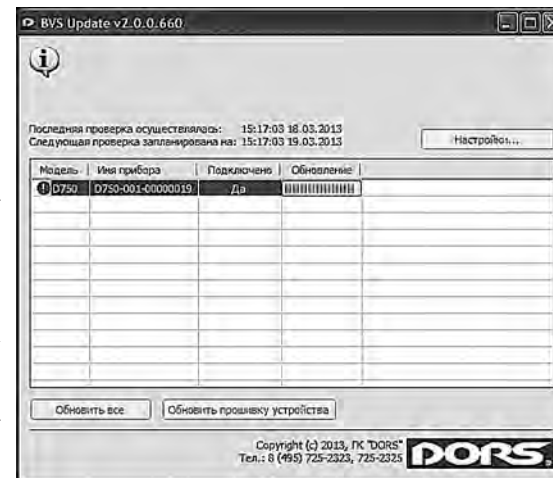 BVS Update v2.0.0.660
Последняя проверка осуществлялась: 15:17:03 18.03.2013
Следующая проверка запланирована на: 15:17:03 19.03.2013
Настройки...
Модель Имя прибора Подключено Обновление
D750 D750-001-00000019 Да
Обновить все Обновить прошивку устройства
Copyright (c) 2013, ГК "DORS"
Тел.: 8 (495) 725-2323, 725-2325
DORS